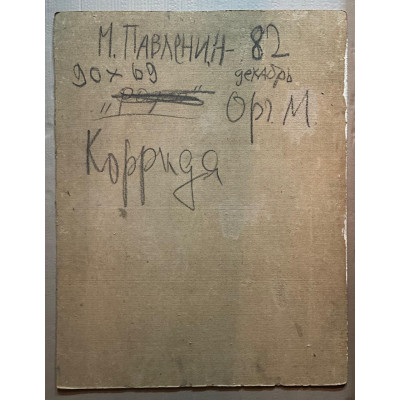 М. ПАВЛЕНИН- 82
90 х 69 декабрь
Орг. М.
Коррида